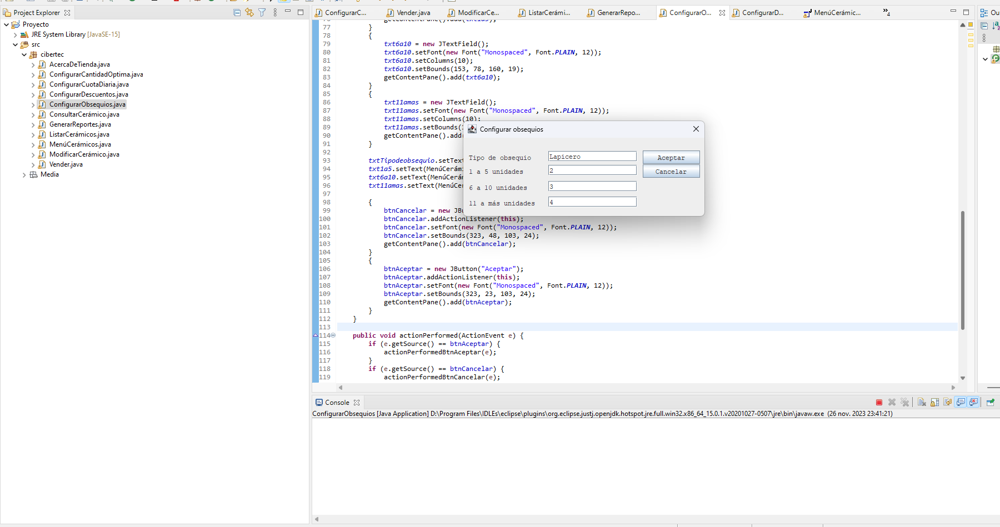 Project Explorer
Proyecto
JRE System Library [JavaSE-15]
src
cibertec
AcercaDeTienda.java
ConfigurarCantidadOptima.java
ConfigurarCuotaDiaria.java
ConfigurarDescuentos.java
ConfigurarObsequios.java
ConsultarCerámico.java
GenerarReportes.java
ListarCerámicos.java
MenúCerámicos.java
ModificarCerámico.java
Vender.java
Media
ConfigurarC...
Vender.java
ModificarCe...
ListarCerámi...
GenerarRepo...
ConfigurarO...
ConfigurarD...
MenúCerámic...
»4
Ou
77 }
78 {
79 txt6a10 = new JTextField();
80 txt6a10.setFont(new Font("Monospaced", Font.PLAIN, 12));
81 txt6a10.setColumns(10);
82 txt6a10.setBounds(153, 78, 160, 19);
83 getContentPane().add(txt6a10);
84 }
85 {
86 txt11amas = new JTextField();
87 txt11amas.setFont(new Font("Monospaced", Font.PLAIN, 12));
88 txt11amas.setColumns(10);
89 txt11amas.setBounds(
90 getContentPane().add
91 }
92
93 txtTipodeobsequio.setText
94 txt1a5.setText(MenúCerámi
95 txt6a10.setText(MenúCerá
96 txt11amas.setText(MenúCe
97
98 {
99 btnCancelar = new JBu
100 btnCancelar.addActionListener(this);
101 btnCancelar.setFont(new Font("Monospaced", Font.PLAIN, 12));
102 btnCancelar.setBounds(323, 48, 103, 24);
103 getContentPane().add(btnCancelar);
104 }
105 {
106 btnAceptar = new JButton("Aceptar");
107 btnAceptar.addActionListener(this);
108 btnAceptar.setFont(new Font("Monospaced", Font.PLAIN, 12));
109 btnAceptar.setBounds(323, 23, 103, 24);
110 getContentPane().add(btnAceptar);
111 }
112 }
113
114 public void actionPerformed(ActionEvent e) {
115 if (e.getSource() == btnAceptar) {
116 actionPerformedBtnAceptar(e);
117 }
118 if (e.getSource() == btnCancelar) {
119 actionPerformedBtnCancelar(e);
Configurar obsequios
Tipo de obsequio Lapicero Aceptar
1 a 5 unidades 2 Cancelar
6 a 10 unidades 3
11 a más unidades 4
Console
ConfigurarObsequios [Java Application] D:\Program Files\IDLEs\eclipse\plugins\org.eclipse.justj.openjdk.hotspot.jre.full.win32.x86_64_15.0.1.v20201027-0507\jre\bin\javaw.exe (26 nov. 2023 23:41:21)